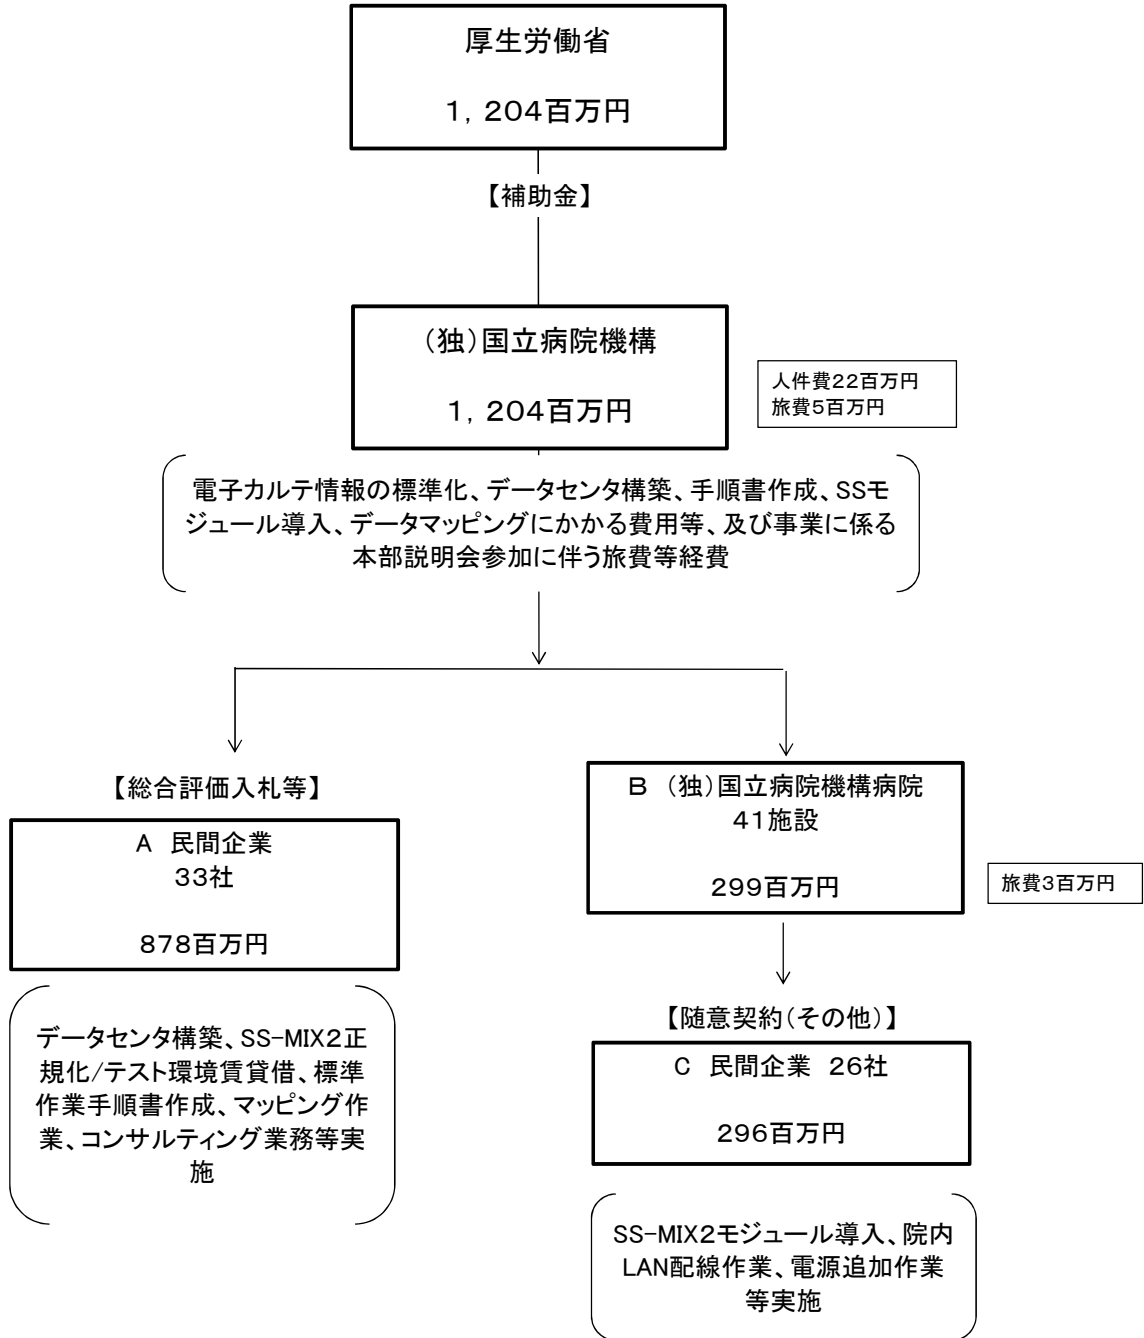 厚生労働省
1，204百万円
【補助金】
（独）国立病院機構
1，204百万円
人件費22百万円
旅費5百万円
電子カルテ情報の標準化、データセンタ構築、手順書作成、SSモ
ジュール導入、データマッピングにかかる費用等、及び事業に係る
本部説明会参加に伴う旅費等経費
【総合評価入札等】
A　民間企業
33社
878百万円
データセンタ構築、SS-MIX2正
規化/テスト環境賃貸借、標準
作業手順書作成、マッピング作
業、コンサルティング業務等実
施
B　（独）国立病院機構病院
41施設
299百万円
旅費3百万円
【随意契約（その他）】
C　民間企業　26社
296百万円
SS-MIX2モジュール導入、院内
LAN配線作業、電源追加作業
等実施